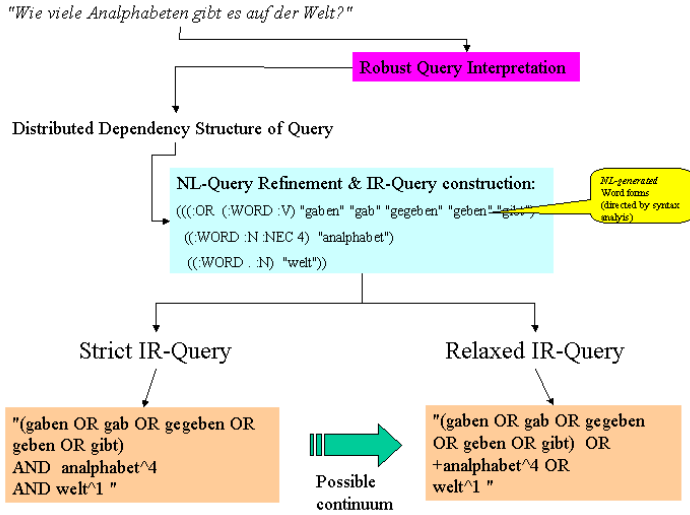 "Wie viele Analphabeten gibt es auf der Welt?"
Robust Query Interpretation
Distributed Dependency Structure of Query
NL-Query Refinement & IR-Query construction:
(((:OR (:WORD :V) "gaben" "gab" "gegeben" "geben" "gibt")
((:WORD :N :NEC 4) "analphabet")
((:WORD . :N) "welt"))
NL-generated
Word forms
(directed by syntax
analyis)
Strict IR-Query
Relaxed IR-Query
"(gaben OR gab OR gegeben OR
geben OR gibt)
AND analphabet^4
AND welt^1 "
Possible
continuum
"(gaben OR gab OR gegeben
OR geben OR gibt) OR
+analphabet^4 OR
welt^1 "